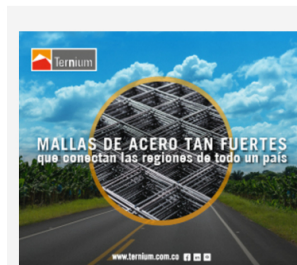 Ternium
MALLAS DE ACERO TAN FUERTES
que conectan las regiones de todo un país
www.ternium.com.co